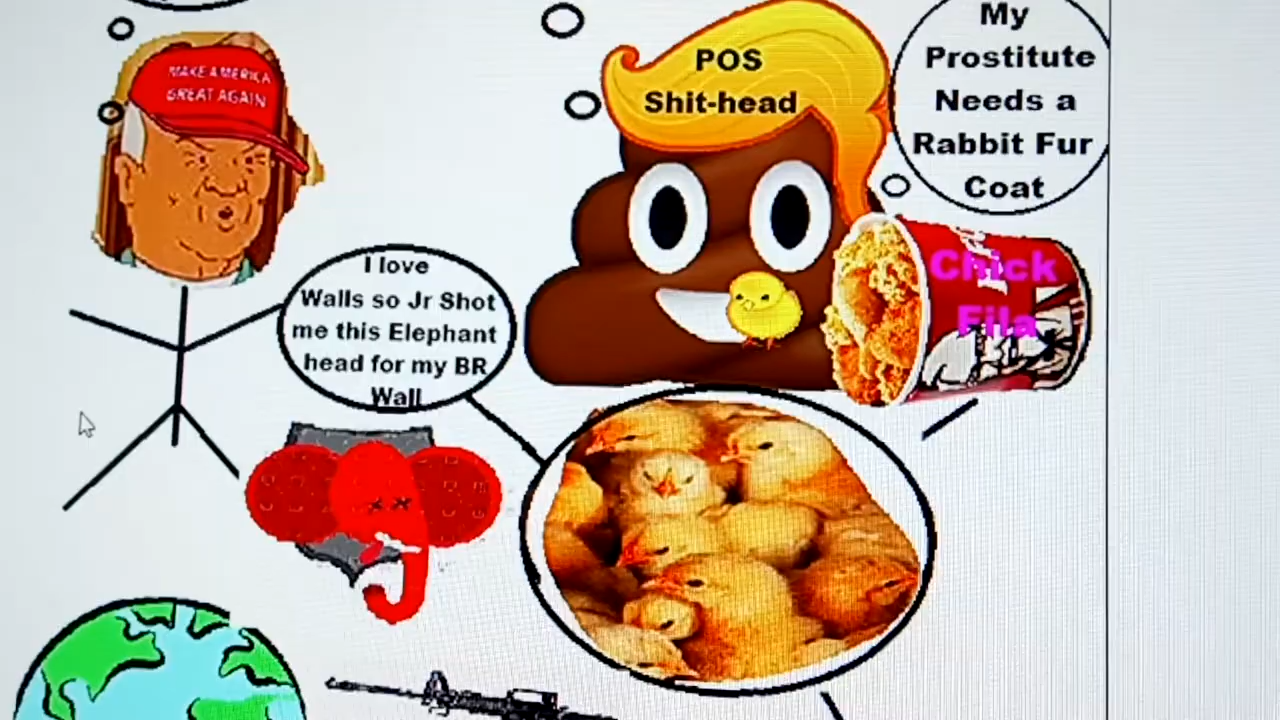 MAKE AMERICA
GREAT AGAIN
POS
Shit-head
My
Prostitute
Needs a
Rabbit Fur
Coat
I love
Walls so Jr Shot
me this Elephant
head for my BR
Wall
Chick
Fila